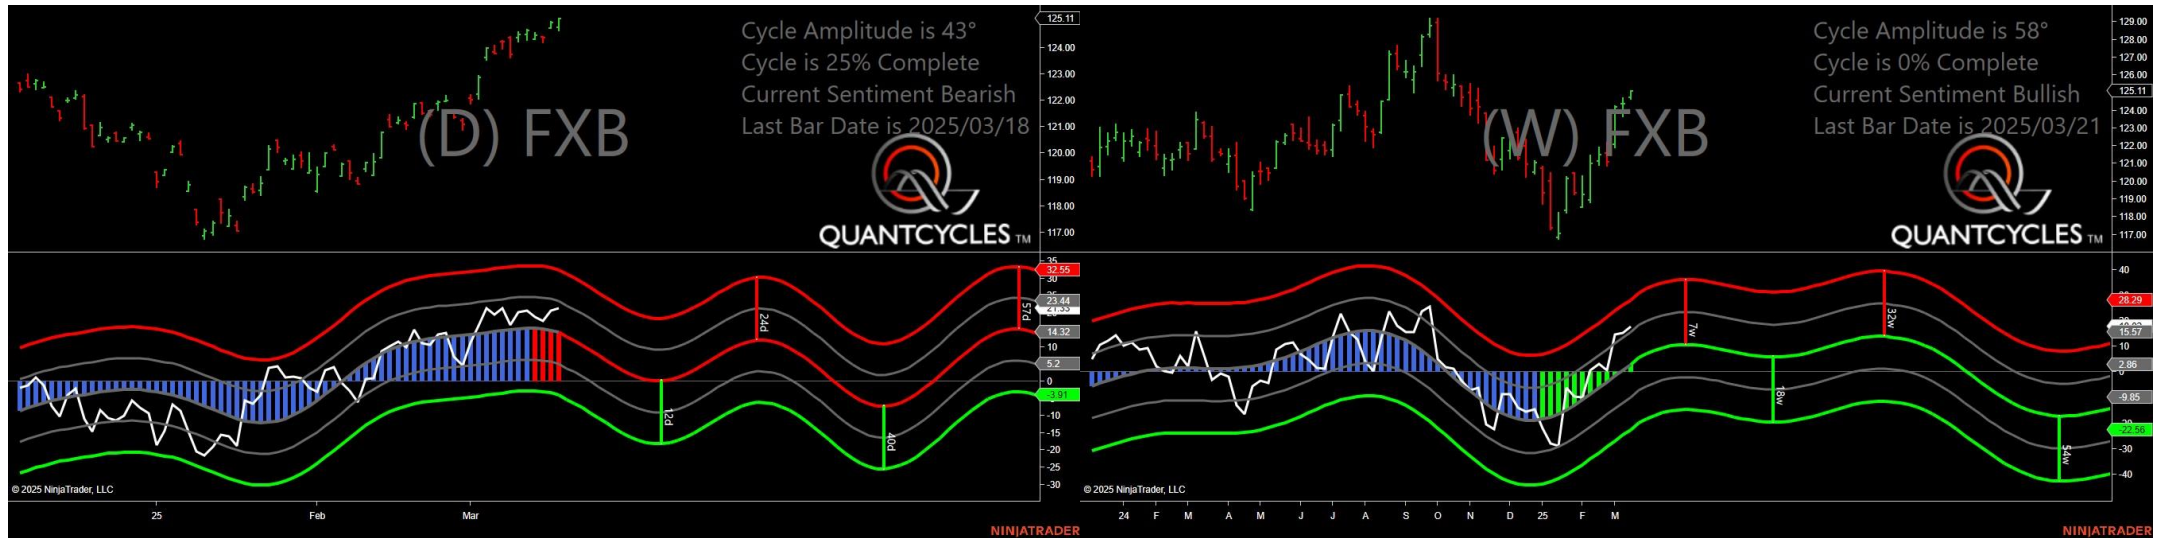 Cycle Amplitude is 43°
Cycle is 25% Complete
Current Sentiment Bearish
Last Bar Date is 2025/03/18
(D) FXB
QUANTCYCLES TM
125.11
124.00
123.00
122.00
121.00
120.00
119.00
118.00
117.00
35
32.55
30
23.44
14.32
10
5.2
0
-3.91
-10
-15
-20
-25
-30
12d
24d
40d
57d
© 2025 NinjaTrader, LLC
25
Feb
Mar
NINJATRADER
Cycle Amplitude is 58°
Cycle is 0% Complete
Current Sentiment Bullish
Last Bar Date is 2025/03/21
(W) FXB
QUANTCYCLES TM
129.00
128.00
127.00
126.00
125.11
124.00
123.00
122.00
121.00
120.00
119.00
118.00
117.00
40
28.29
15.57
2.86
-9.85
-22.56
-30
-40
7w
18w
32w
54w
© 2025 NinjaTrader, LLC
24
F
M
A
M
J
J
A
S
O
N
D
25
F
M
NINJATRADER